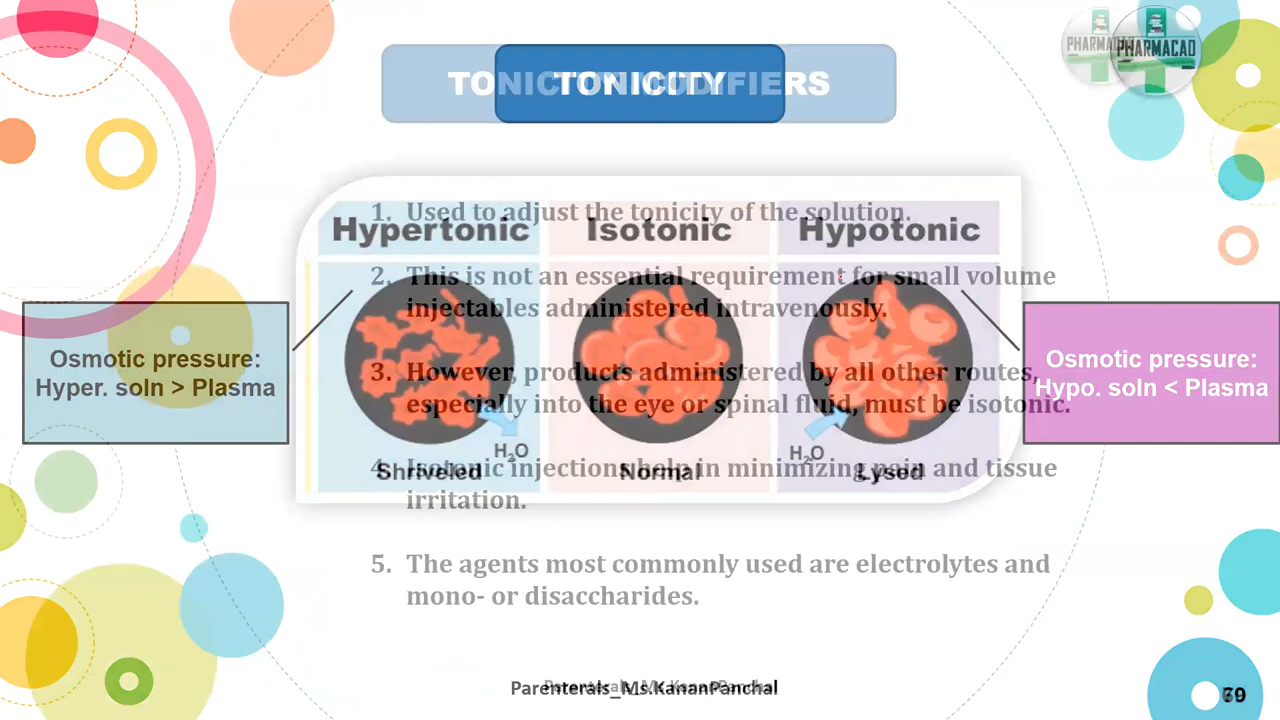 PHARMACAD
TONICITY MODIFIERS
TONICITY
1. Used to adjust the tonicity of the solution.
Hypertonic
Isotonic
Hypotonic
2. This is not an essential requirement for small volume
injectables administered intravenously.
Osmotic pressure:
Hyper. soln > Plasma
Osmotic pressure:
Hypo. soln < Plasma
3. However, products administered by all other routes,
especially into the eye or spinal fluid, must be isotonic.
H₂O
H₂O
4. Isotonic injections help in minimizing pain and tissue
irritation.
Shriveled
Normal
Lysed
5. The agents most commonly used are electrolytes and
mono- or disaccharides.
Parenterals_Ms.KananPanchal